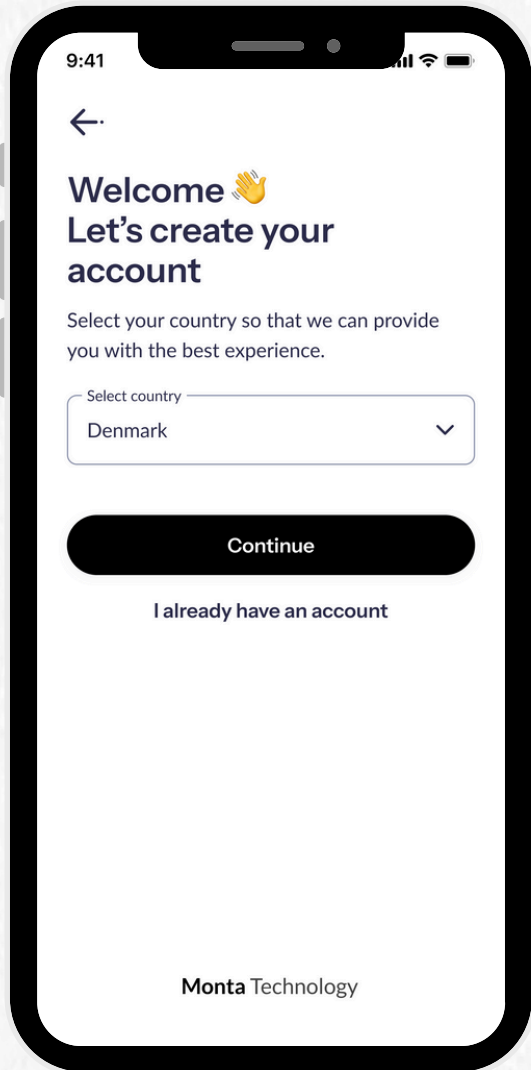 9:41
Welcome 👋
Let's create your
account
Select your country so that we can provide
you with the best experience.
Select country
Denmark
Continue
I already have an account
Monta Technology